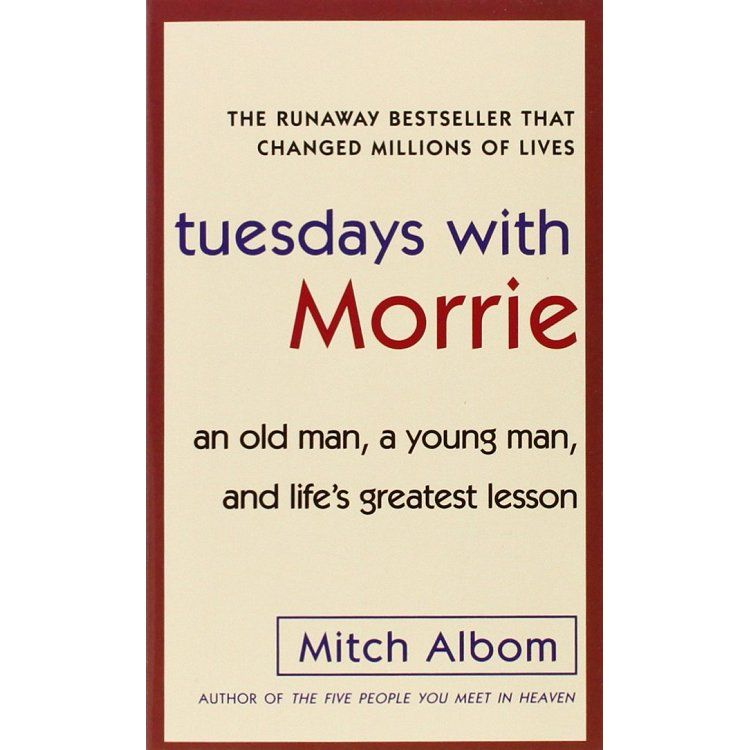 THE RUNAWAY BESTSELLER THAT
CHANGED MILLIONS OF LIVES
tuesdays with
Morrie
an old man, a young man,
and life's greatest lesson
Mitch Albom
AUTHOR OF THE FIVE PEOPLE YOU MEET IN HEAVEN